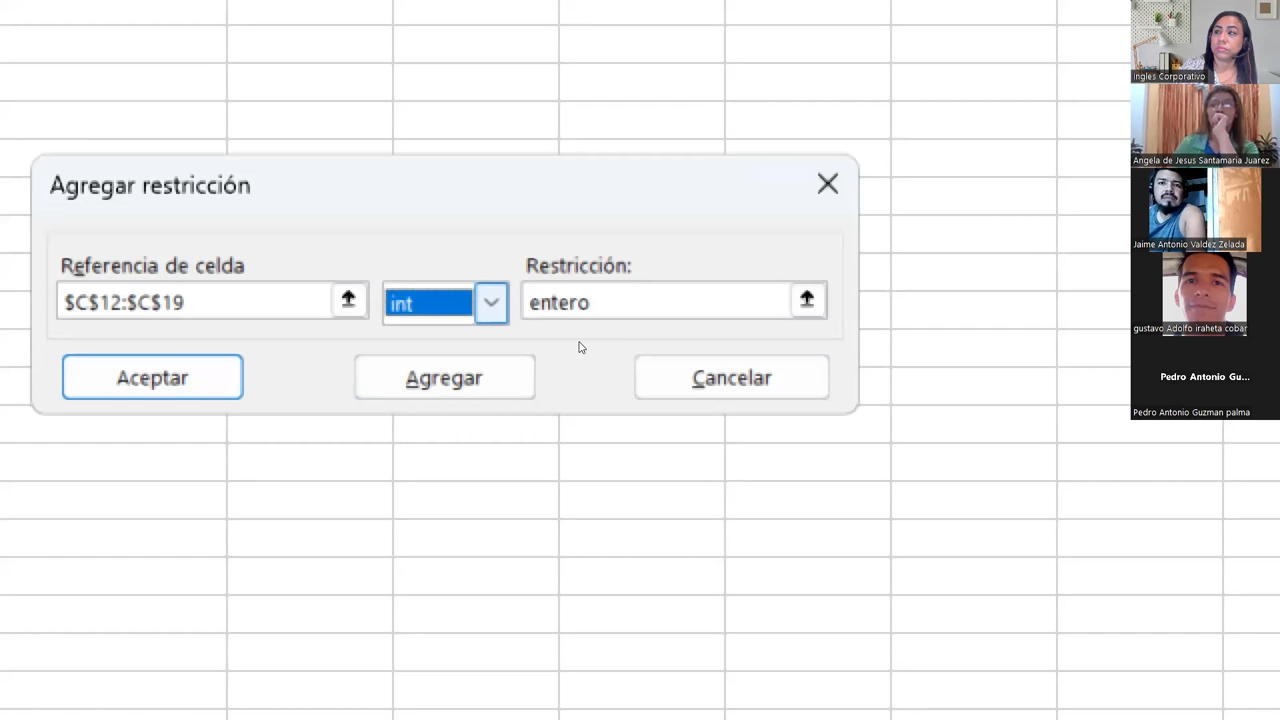 Agregar restricción
Referencia de celda
Restricción:
$C$12:$C$19
int
entero
Aceptar
Agregar
Cancelar
Ingles Corporativo
Angela de Jesus Santamaria Juarez
Jaime Antonio Valdez Zelada
gustavo Adolfo iraheta cobar
Pedro Antonio Gu...
Pedro Antonio Guzman palma